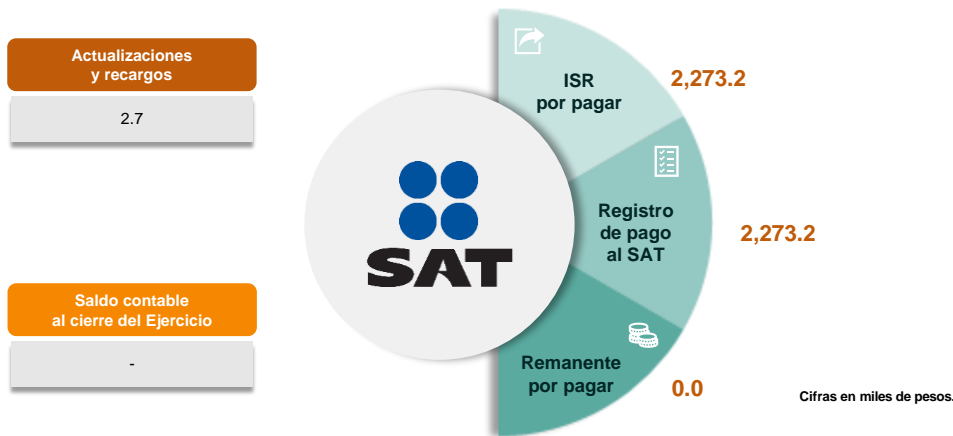 Actualizaciones
y recargos
2.7
Saldo contable
al cierre del Ejercicio
-
SAT
ISR
por pagar
2,273.2
Registro
de pago
al SAT
2,273.2
Remanente
por pagar
0.0
Cifras en miles de pesos.